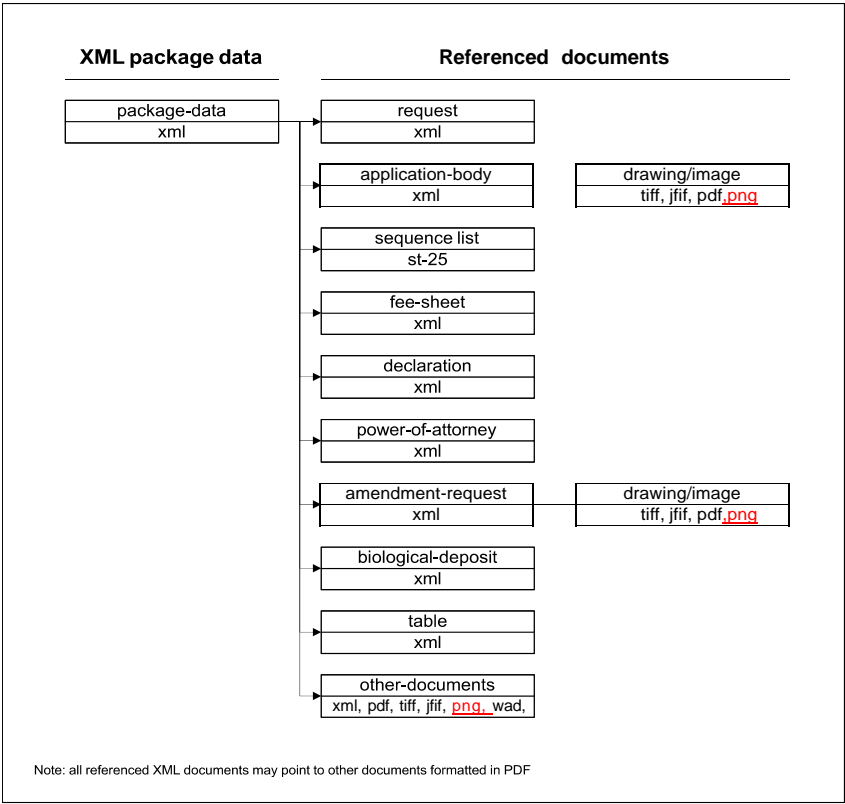 XML package data
Referenced documents
package-data
xml
request
xml
application-body
xml
drawing/image
tiff, jfif, pdf,png
sequence list
st-25
fee-sheet
xml
declaration
xml
power-of-attorney
xml
amendment-request
xml
drawing/image
tiff, jfif, pdf,png
biological-deposit
xml
table
xml
other-documents
xml, pdf, tiff, jfif, png, wad,
Note: all referenced XML documents may point to other documents formatted in PDF